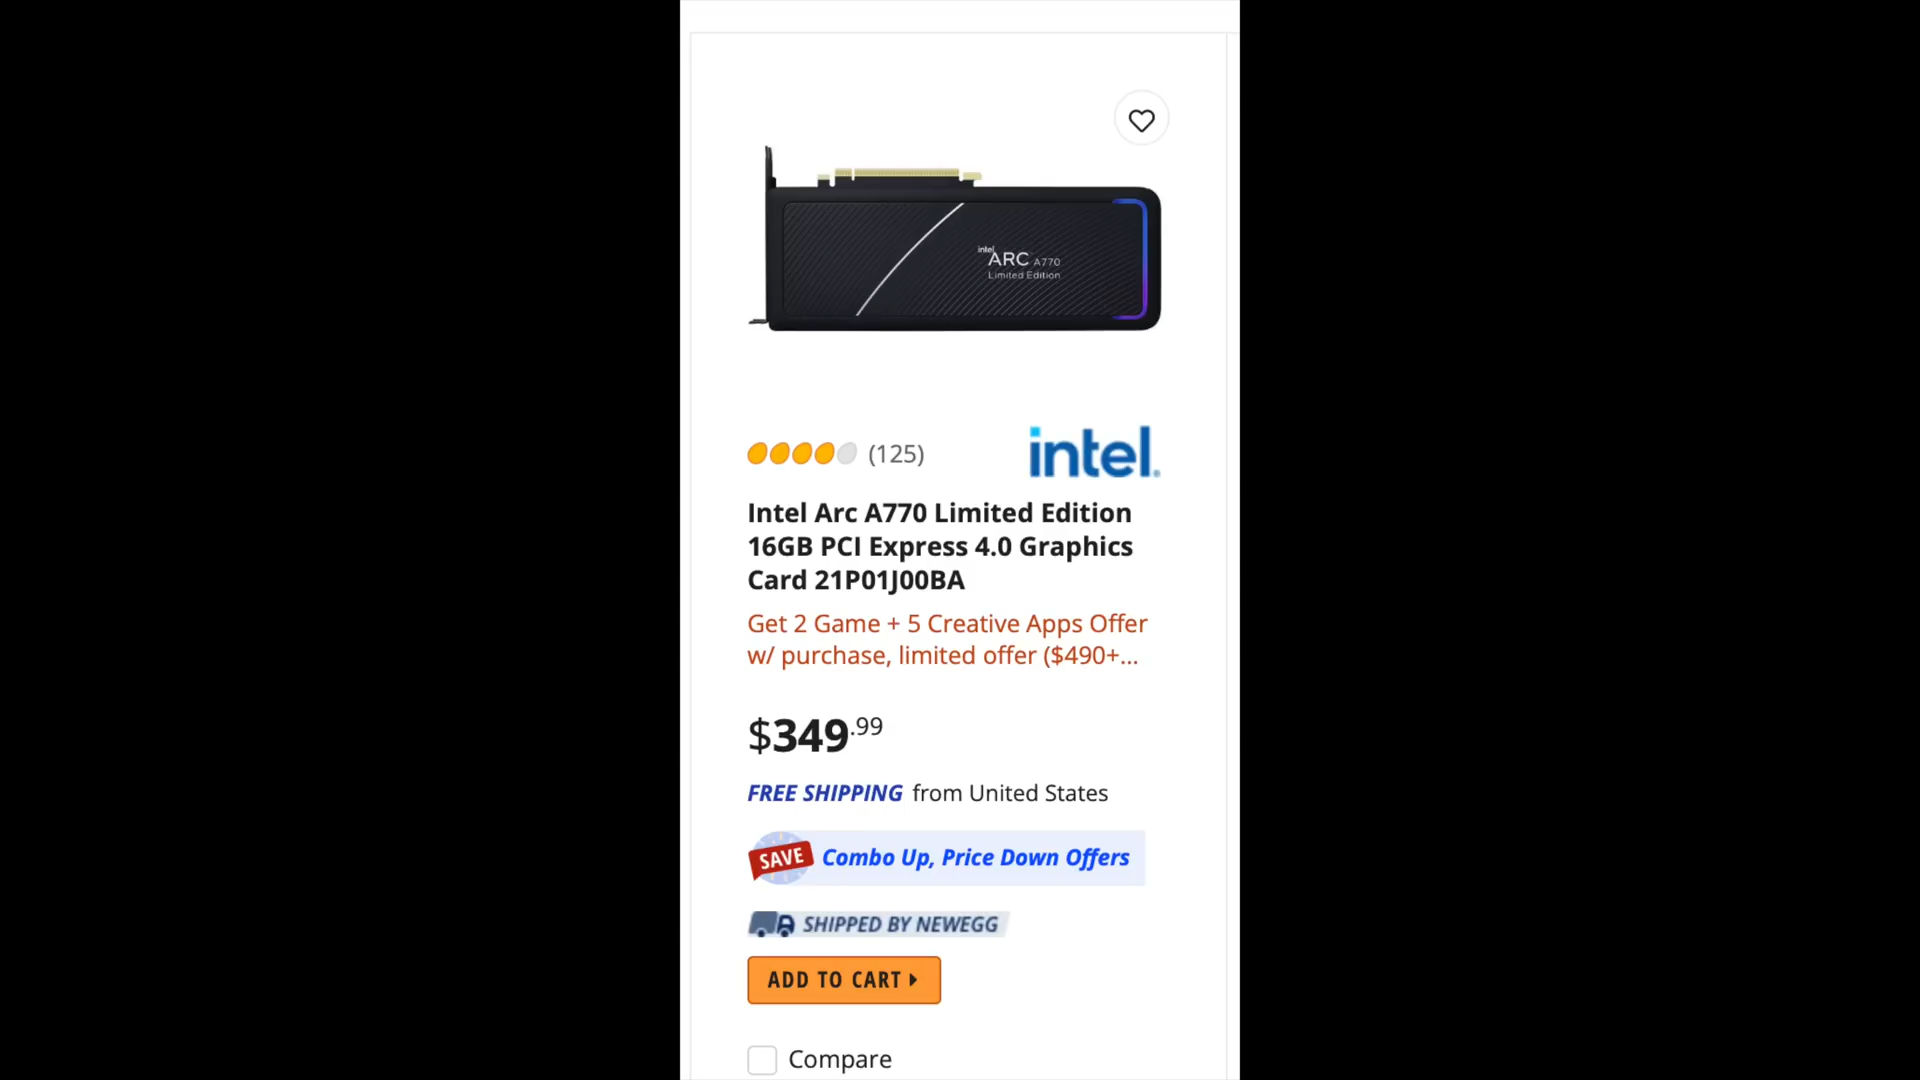 intel
ARC A770
Limited Edition
(125)
intel.
Intel Arc A770 Limited Edition
16GB PCI Express 4.0 Graphics
Card 21P01J00BA
Get 2 Game + 5 Creative Apps Offer
w/ purchase, limited offer ($490+...
$349.99
FREE SHIPPING from United States
SAVE Combo Up, Price Down Offers
SHIPPED BY NEWEGG
ADD TO CART
Compare